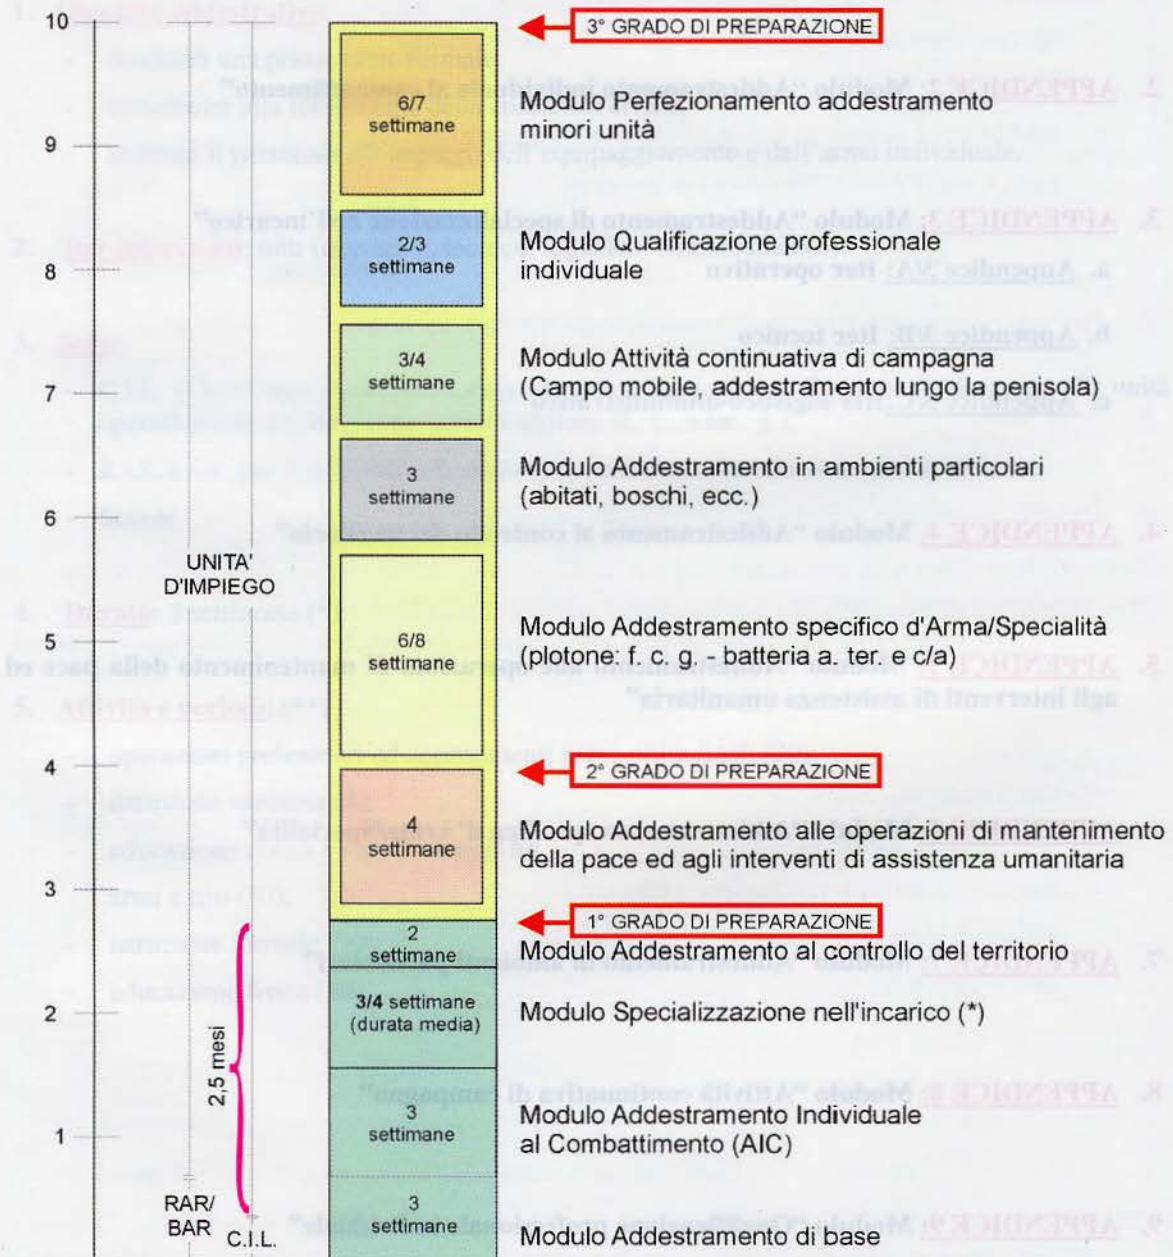 10
3° GRADO DI PREPARAZIONE
6/7
settimane
Modulo Perfezionamento addestramento
minori unità
9
2/3
settimane
Modulo Qualificazione professionale
individuale
8
3/4
settimane
Modulo Attività continuativa di campagna
(Campo mobile, addestramento lungo la penisola)
7
3
settimane
Modulo Addestramento in ambienti particolari
(abitati, boschi, ecc.)
6
UNITA'
D'IMPIEGO
5
6/8
settimane
Modulo Addestramento specifico d'Arma/Specialità
(plotone: f. c. g. - batteria a. ter. e c/a)
4
2° GRADO DI PREPARAZIONE
4
settimane
Modulo Addestramento alle operazioni di mantenimento
della pace ed agli interventi di assistenza umanitaria
3
1° GRADO DI PREPARAZIONE
2
settimane
Modulo Addestramento al controllo del territorio
2
3/4 settimane
(durata media)
Modulo Specializzazione nell'incarico (*)
2,5 mesi
1
3
settimane
Modulo Addestramento Individuale
al Combattimento (AIC)
RAR/
BAR
C.I.L.
3
settimane
Modulo Addestramento di base